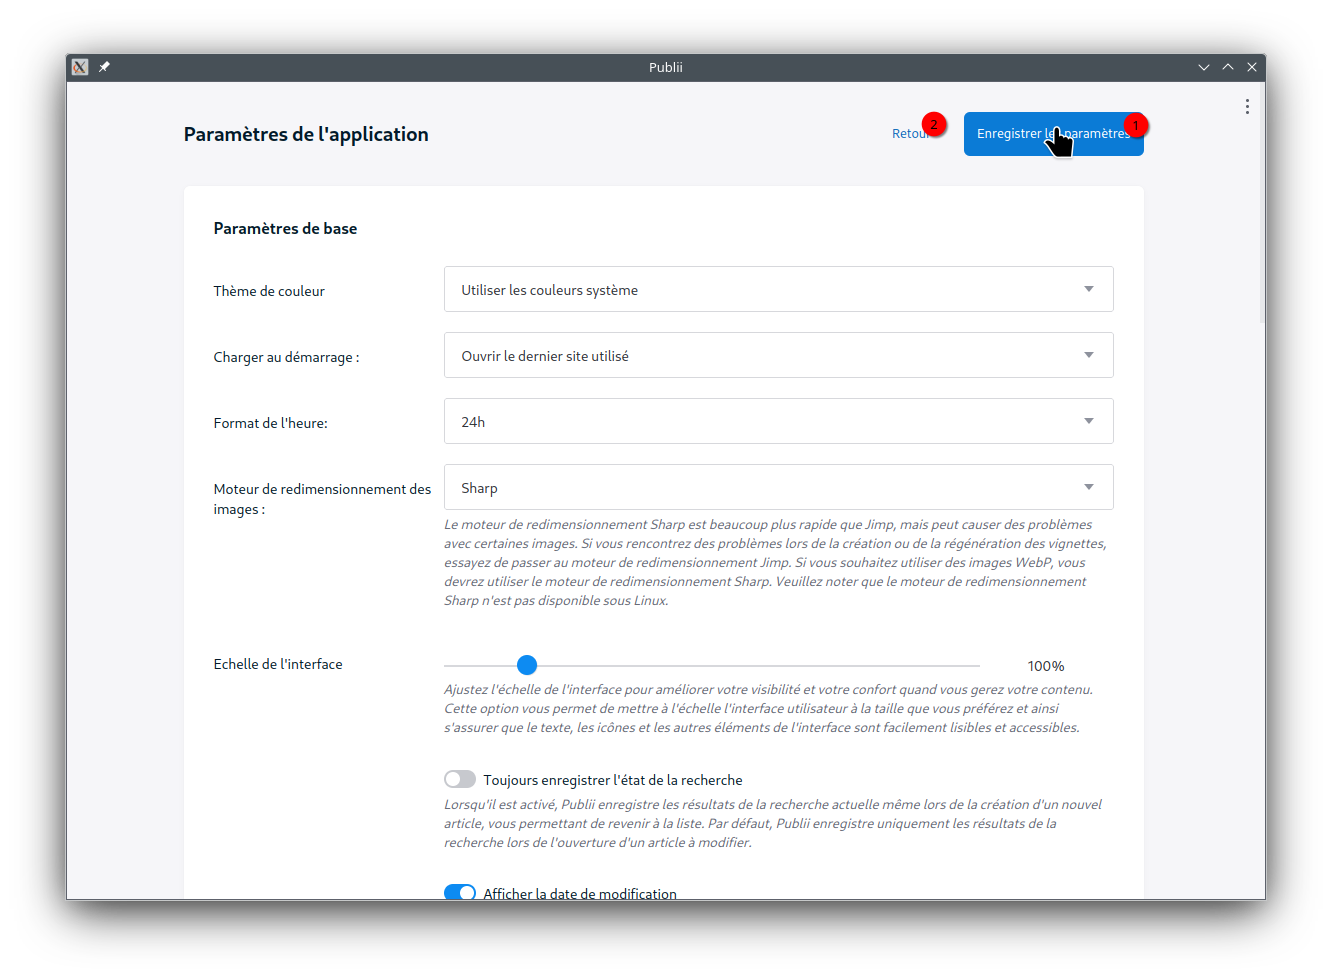 Publii
Paramètres de l'application
Retour
2
Enregistrer les paramètres
1
Paramètres de base
Thème de couleur
Utiliser les couleurs système
Charger au démarrage :
Ouvrir le dernier site utilisé
Format de l'heure:
24h
Moteur de redimensionnement des
images :
Sharp
Le moteur de redimensionnement Sharp est beaucoup plus rapide que Jimp, mais peut causer des problèmes
avec certaines images. Si vous rencontrez des problèmes lors de la création ou de la régénération des vignettes,
essayez de passer au moteur de redimensionnement Jimp. Si vous souhaitez utiliser des images WebP, vous
devrez utiliser le moteur de redimensionnement Sharp. Veuillez noter que le moteur de redimensionnement
Sharp n'est pas disponible sous Linux.
Echelle de l'interface
100%
Ajustez l'échelle de l'interface pour améliorer votre visibilité et votre confort quand vous gerez votre contenu.
Cette option vous permet de mettre à l'échelle l'interface utilisateur à la taille que vous préférez et ainsi
s'assurer que le texte, les icônes et les autres éléments de l'interface sont facilement lisibles et accessibles.
Toujours enregistrer l'état de la recherche
Lorsqu'il est activé, Publii enregistre les résultats de la recherche actuelle même lors de la création d'un nouvel
article, vous permettant de revenir à la liste. Par défaut, Publii enregistre uniquement les résultats de la
recherche lors de l'ouverture d'un article à modifier.
Afficher la date de modification